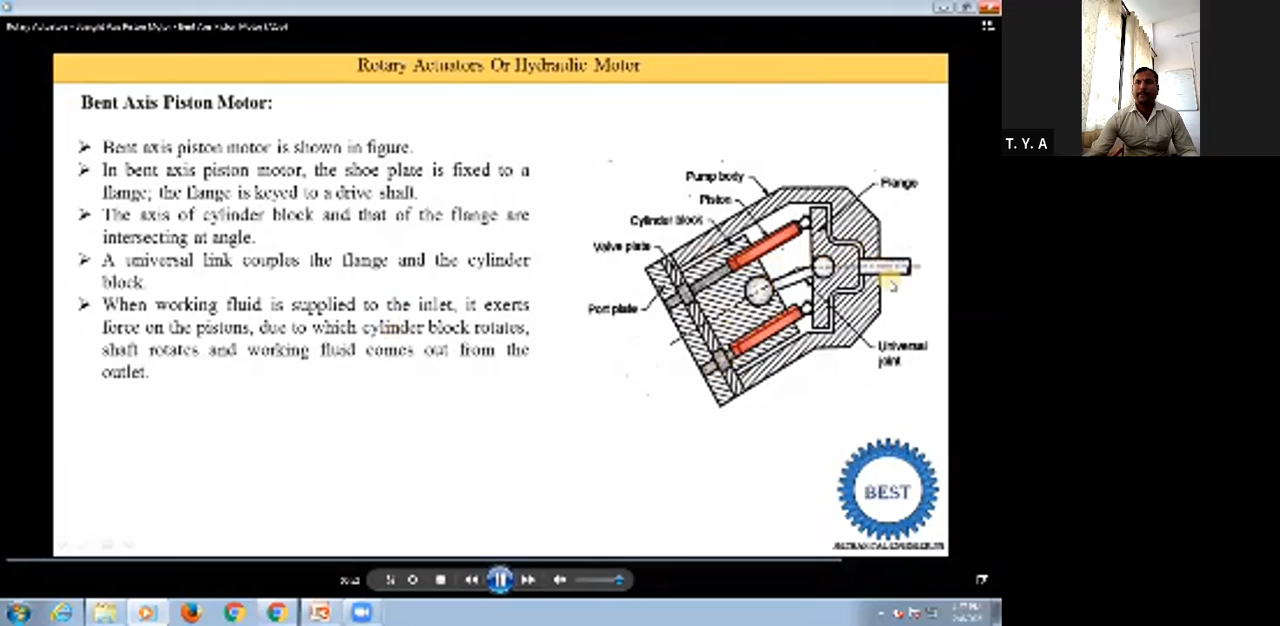 Rotary Actuators Or Hydraulic Motor
Bent Axis Piston Motor:
➤ Bent axis piston motor is shown in figure.
➤ In bent axis piston motor, the shoe plate is fixed to a
flange; the flange is keyed to a drive shaft.
➤ The axis of cylinder block and that of the flange are
intersecting at angle.
➤ A universal link couples the flange and the cylinder
block.
➤ When working fluid is supplied to the inlet, it exerts
force on the pistons, due to which cylinder block rotates,
shaft rotates and working fluid comes out from the
outlet.
Pump body
Flange
Piston
Cylinder block
Valve plate
Port plate
Universal
joint
BEST
T. Y. A